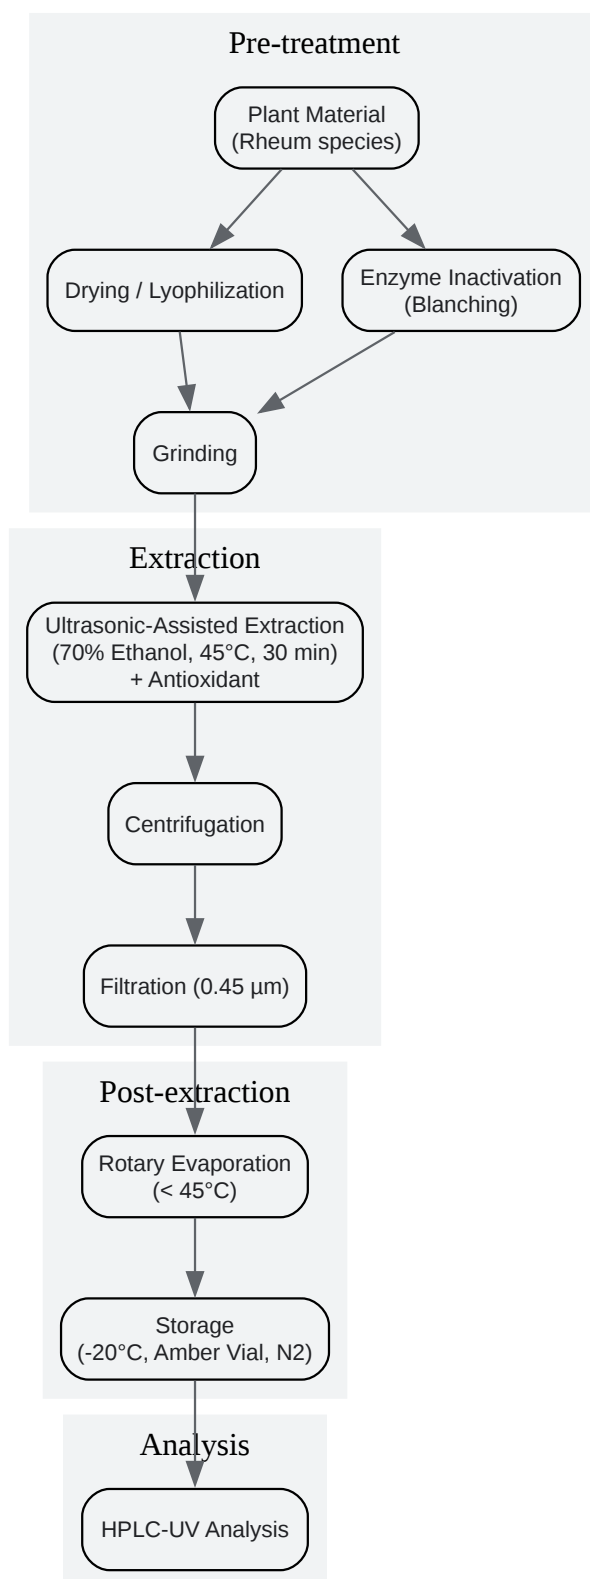 Pre-treatment
Plant Material
(Rheum species)
Drying / Lyophilization
Enzyme Inactivation
(Blanching)
Grinding
Extraction
Ultrasonic-Assisted Extraction
(70% Ethanol, 45°C, 30 min)
+ Antioxidant
Centrifugation
Filtration (0.45 µm)
Post-extraction
Rotary Evaporation
(< 45°C)
Storage
(-20°C, Amber Vial, N2)
Analysis
HPLC-UV Analysis